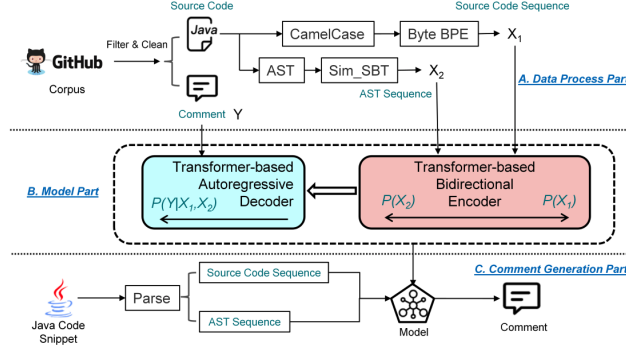 Source Code
Source Code Sequence
Java
CamelCase
Byte BPE
X1
Filter & Clean
GitHub
Corpus
AST
Sim_SBT
X2
A. Data Process Part
AST Sequence
Comment Y
B. Model Part
Transformer-based
Autoregressive
Decoder
P(Y|X1,X2)
Transformer-based
Bidirectional
Encoder
P(X2)
P(X1)
C. Comment Generation Part
Source Code Sequence
Parse
AST Sequence
Java Code
Snippet
Model
Comment